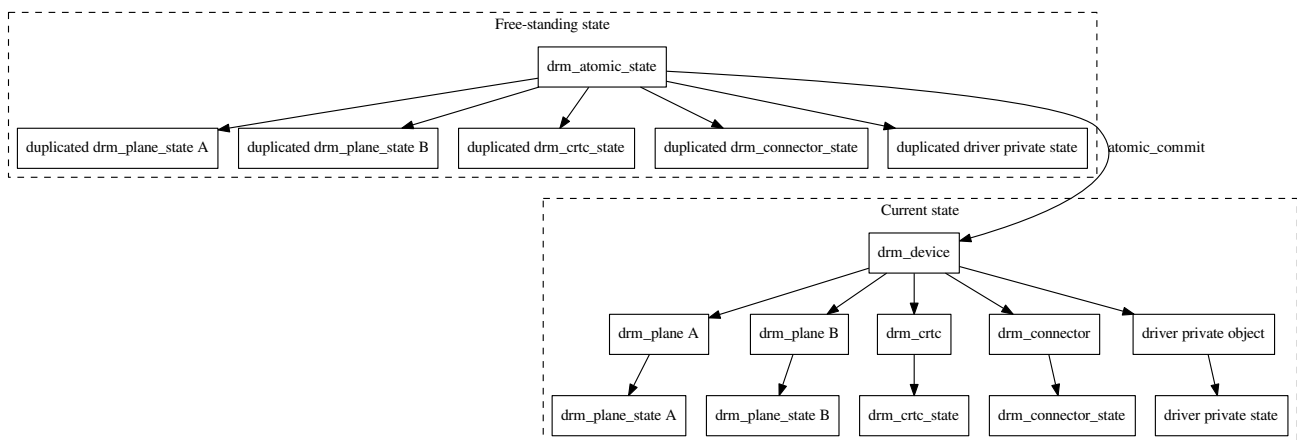 Free-standing state
drm_atomic_state
duplicated drm_plane_state A
duplicated drm_plane_state B
duplicated drm_crtc_state
duplicated drm_connector_state
duplicated driver private state
atomic_commit
Current state
drm_device
drm_plane A
drm_plane B
drm_crtc
drm_connector
driver private object
drm_plane_state A
drm_plane_state B
drm_crtc_state
drm_connector_state
driver private state